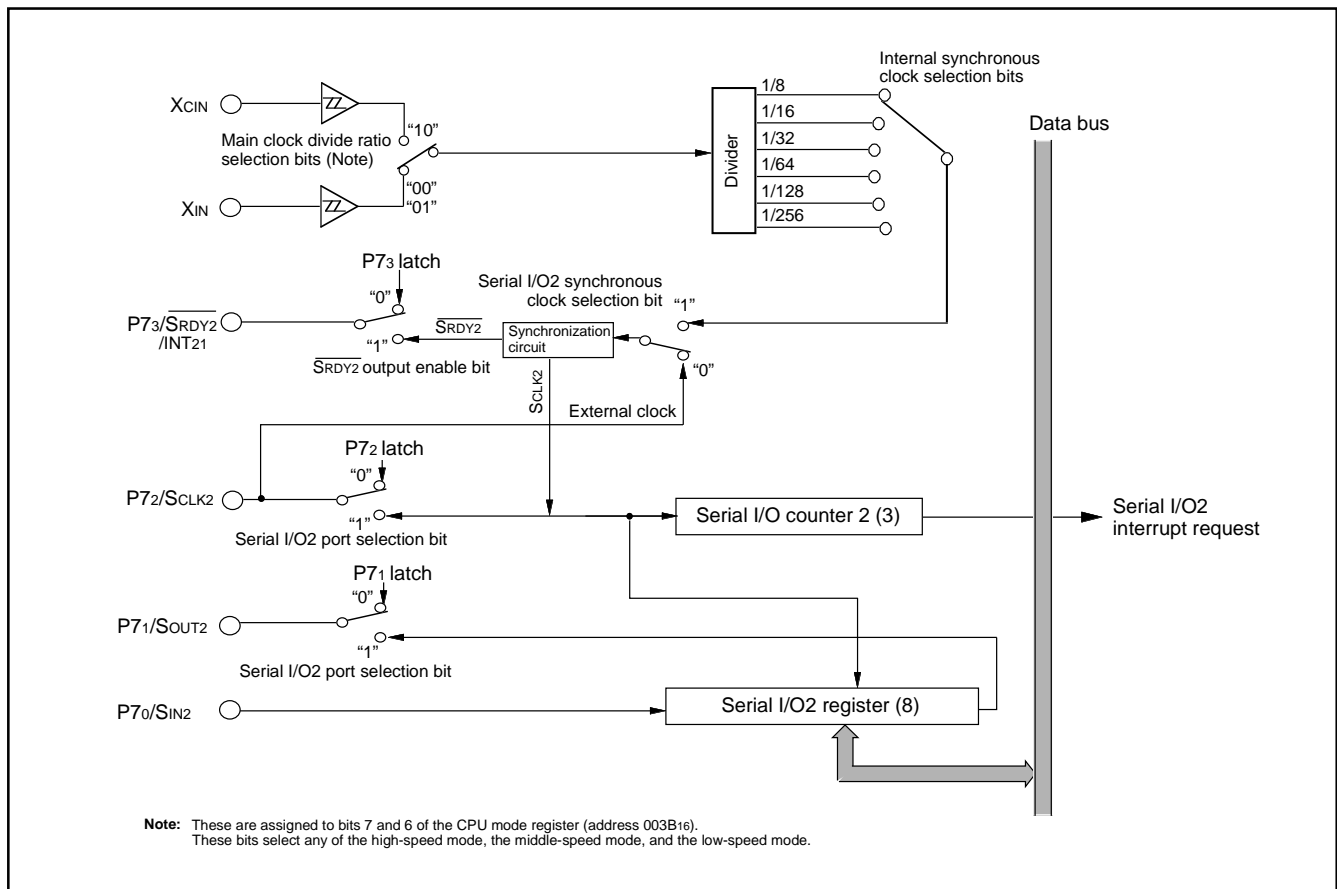 XCIN
Main clock divide ratio
selection bits (Note)
“10”
“00”
“01”
XIN
Divider
1/8
1/16
1/32
1/64
1/128
1/256
Internal synchronous
clock selection bits
Data bus
P73 latch
“0”
P73/SRDY2
/INT21
“1”
SRDY2
SRDY2 output enable bit
Serial I/O2 synchronous
clock selection bit
Synchronization
circuit
“1”
“0”
SCLK2
External clock
P72 latch
“0”
P72/SCLK2
“1”
Serial I/O2 port selection bit
Serial I/O counter 2 (3)
Serial I/O2
interrupt request
P71 latch
“0”
P71/SOUT2
“1”
Serial I/O2 port selection bit
P70/SIN2
Serial I/O2 register (8)
Note: These are assigned to bits 7 and 6 of the CPU mode register (address 003B16).
These bits select any of the high-speed mode, the middle-speed mode, and the low-speed mode.